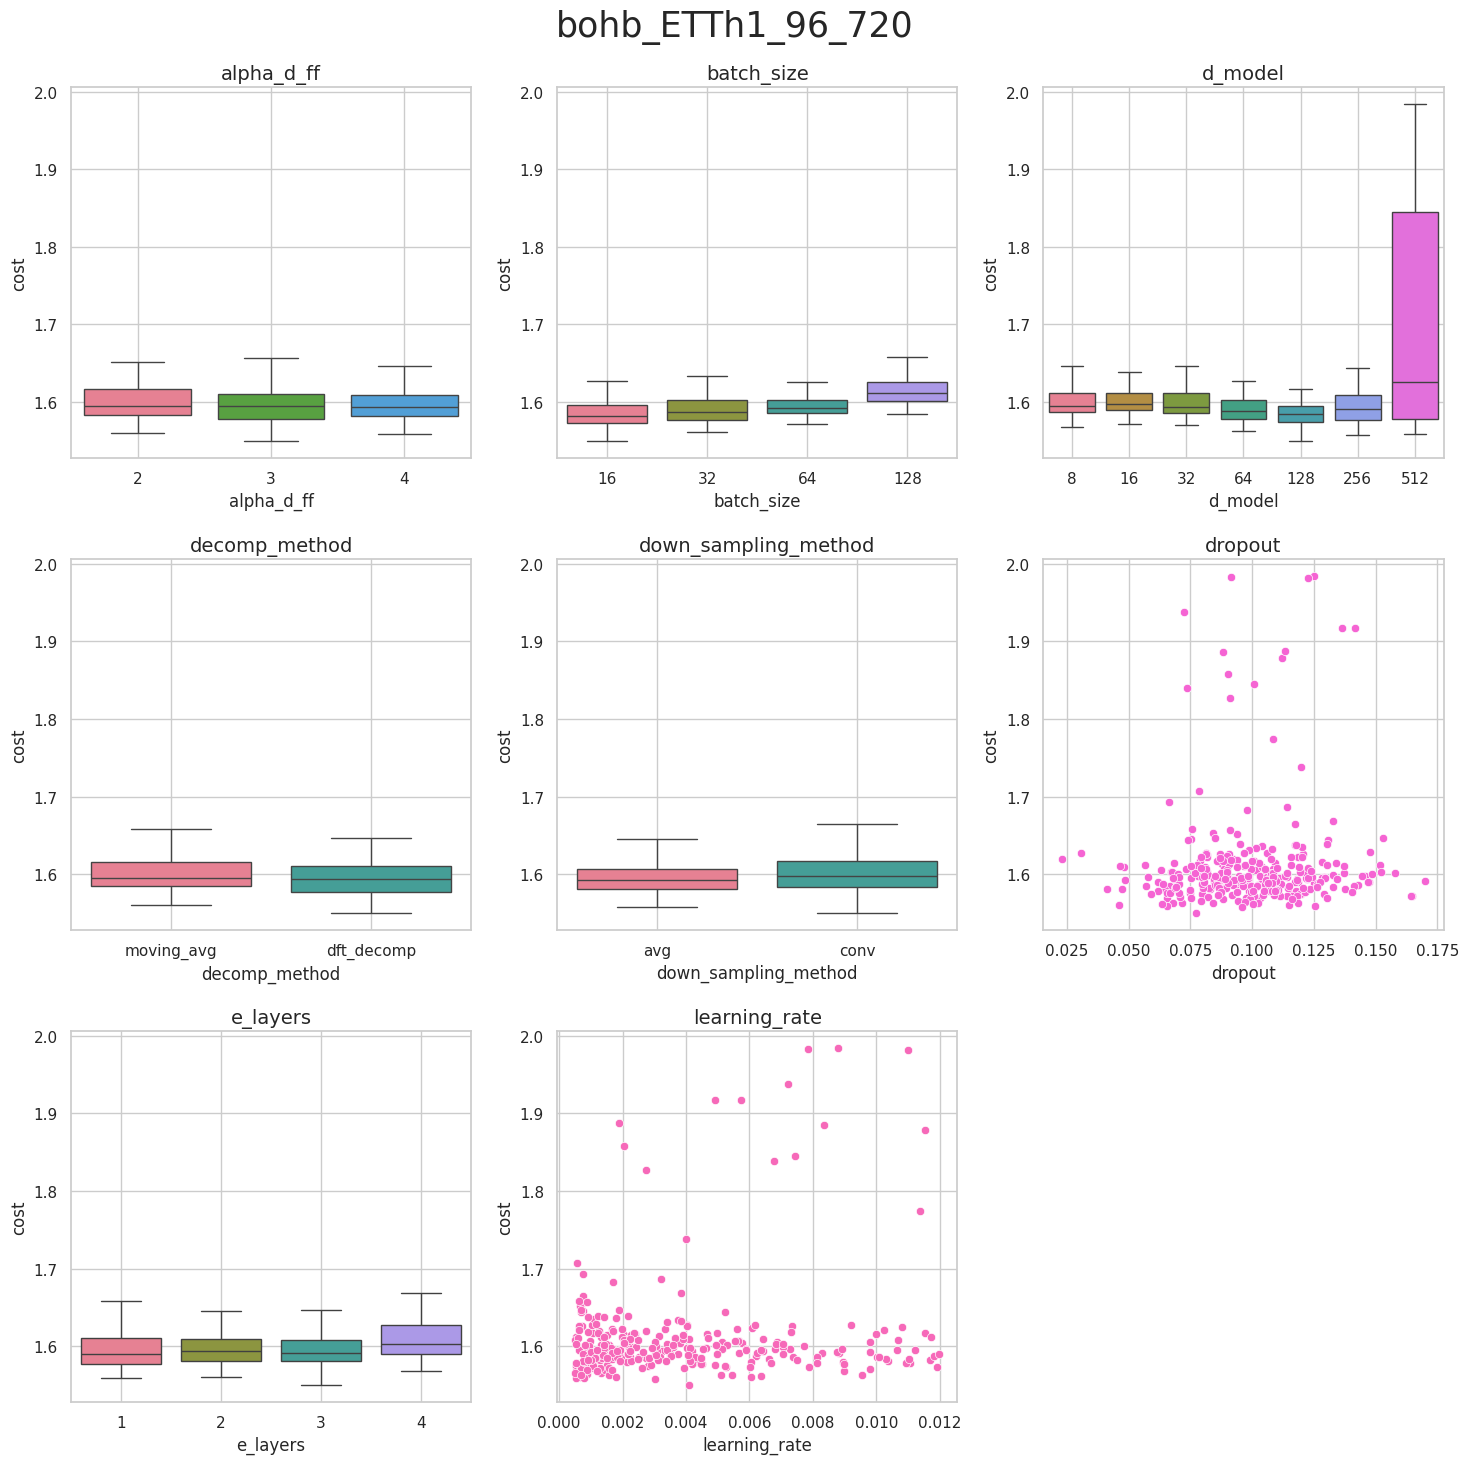 bohb_ETTh1_96_720
alpha_d_ff
batch_size
d_model
2.0
1.9
1.8
1.7
1.6
cost
2
3
4
alpha_d_ff
2.0
1.9
1.8
1.7
1.6
cost
16
32
64
128
batch_size
2.0
1.9
1.8
1.7
1.6
cost
8
16
32
64
128
256
512
d_model
decomp_method
down_sampling_method
dropout
2.0
1.9
1.8
1.7
1.6
cost
moving_avg
dft_decomp
decomp_method
2.0
1.9
1.8
1.7
1.6
cost
avg
conv
down_sampling_method
2.0
1.9
1.8
1.7
1.6
cost
0.025
0.050
0.075
0.100
0.125
0.150
0.175
dropout
e_layers
learning_rate
2.0
1.9
1.8
1.7
1.6
cost
1
2
3
4
e_layers
2.0
1.9
1.8
1.7
1.6
cost
0.000
0.002
0.004
0.006
0.008
0.010
0.012
learning_rate